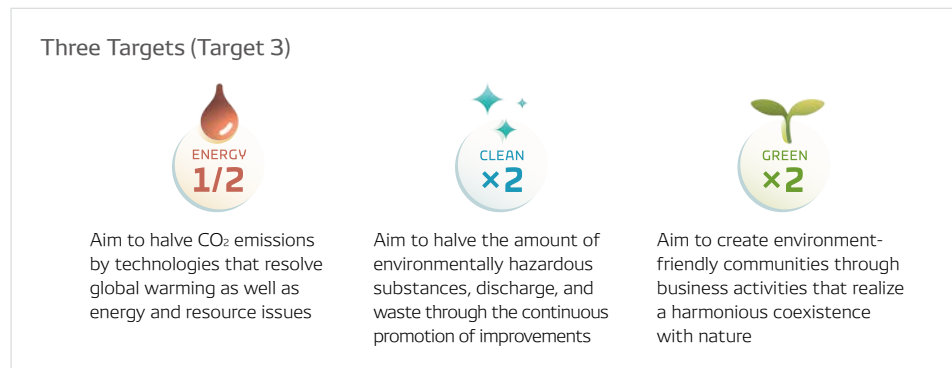 Three Targets (Target 3)
ENERGY
1/2
Aim to halve CO₂ emissions
by technologies that resolve
global warming as well as
energy and resource issues
CLEAN
×2
Aim to halve the amount of
environmentally hazardous
substances, discharge, and
waste through the continuous
promotion of improvements
GREEN
×2
Aim to create environment-
friendly communities through
business activities that realize
a harmonious coexistence
with nature